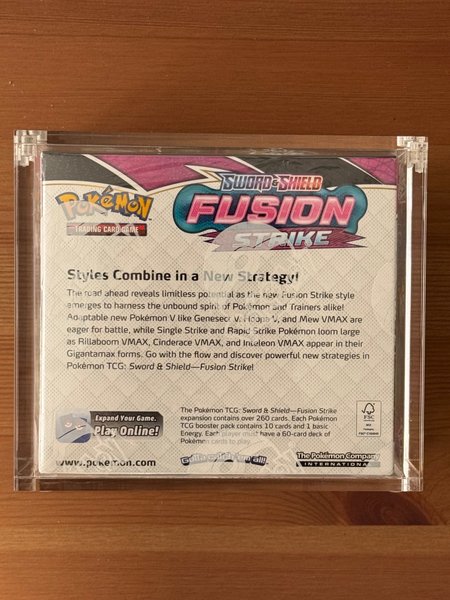 SWORD & SHIELD
POKéMON
FUSION
TRADING CARD GAME
STRIKE
Styles Combine in a New Strategy!
The road ahead reveals limitless potential as the new Fusion Strike style
emerges to harness the unbound spirit of Pokémon and Trainers alike!
Adaptable new Pokémon V like Genesect V, Hoopa V, and Mew VMAX are
eager for battle, while Single Strike and Rapid Strike Pokémon loom large
as Rillaboom VMAX, Cinderace VMAX, and Inteleon VMAX appear in their
Gigantamax forms. Go with the flow and discover powerful new strategies in
Pokémon TCG: Sword & Shield—Fusion Strike!
EXPAND YOUR GAME.
PLAY ONLINE!
The Pokémon TCG: Sword & Shield—Fusion Strike
expansion contains over 260 cards. Each Pokémon
TCG booster pack contains 10 cards and 1 basic
Energy. Each player must have a 60-card deck of
Pokémon cards to play.
FSC
www.pokemon.com
Gotta catch 'em all!
The Pokémon Company
INTERNATIONAL